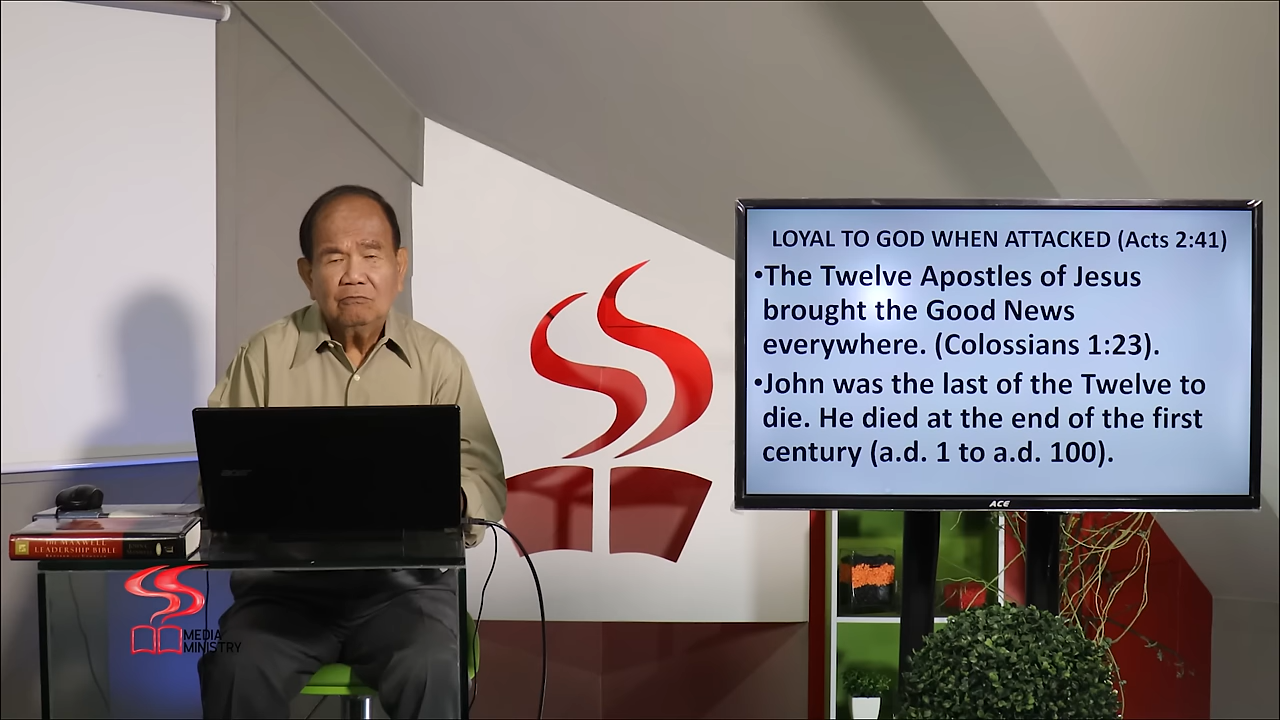 LOYAL TO GOD WHEN ATTACKED (Acts 2:41)
•The Twelve Apostles of Jesus
brought the Good News
everywhere. (Colossians 1:23).
•John was the last of the Twelve to
die. He died at the end of the first
century (a.d. 1 to a.d. 100).
ACE
acer
THE MAXWELL
LEADERSHIP BIBLE
MEDIA
MINISTRY